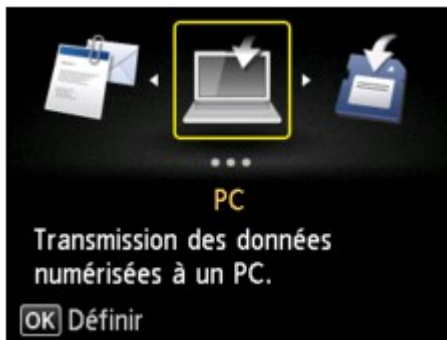 PC
Transmission des données
numérisées à un PC.
OK Définir